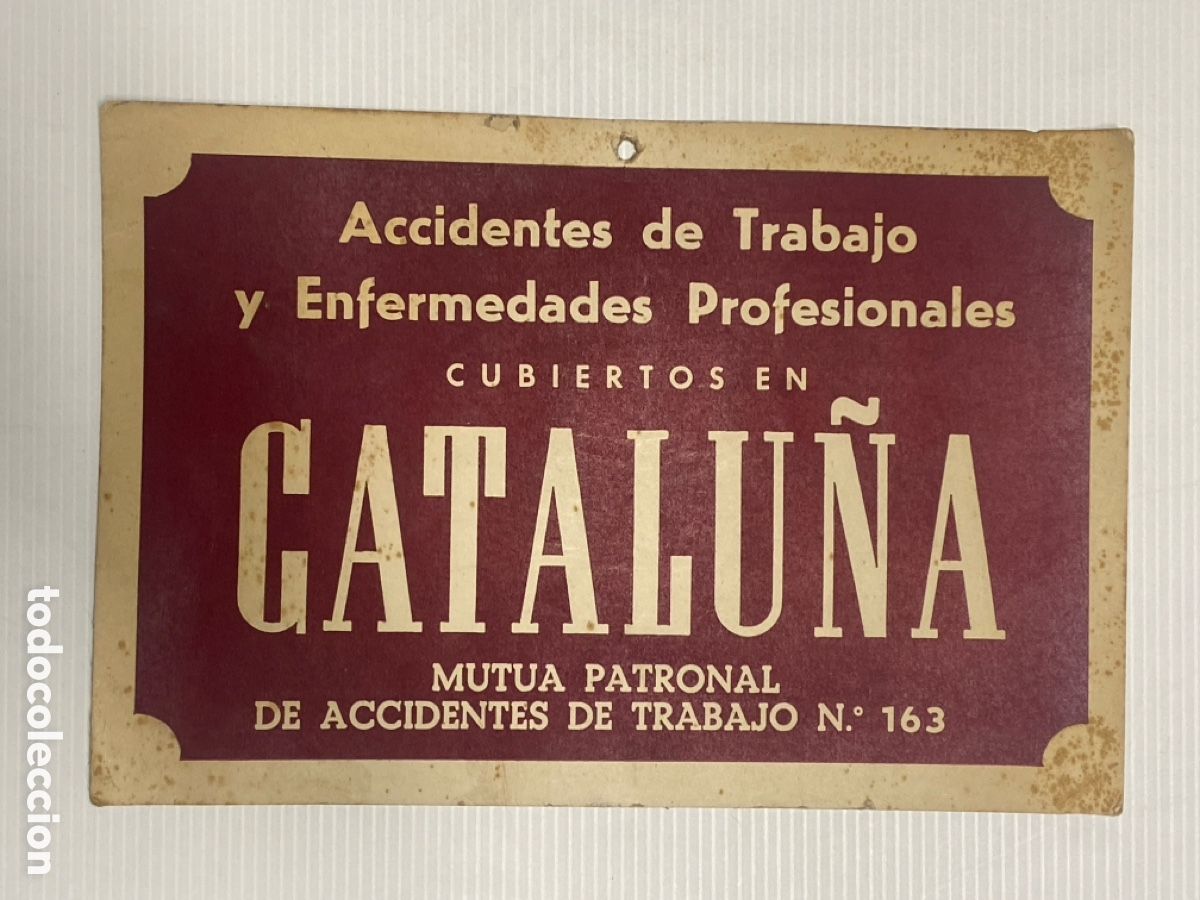 Accidentes de Trabajo
y Enfermedades Profesionales
CUBIERTOS EN
CATALUÑA
MUTUA PATRONAL
DE ACCIDENTES DE TRABAJO N.º 163
todocoleccion